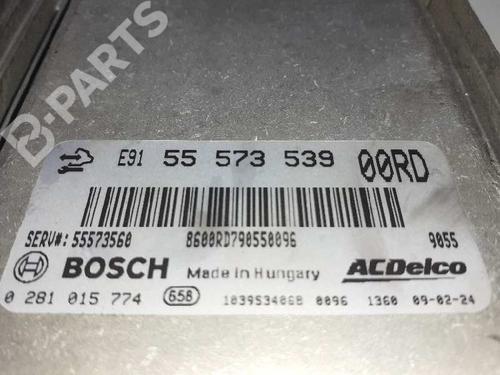 B-PARTS
E91 55 573 539 00RD
SERV#: 55573560 8600RD790550096 9055
BOSCH Made in Hungary ACDelco
0 281 015 774 658 1039S34068 0096 1360 09-02-24